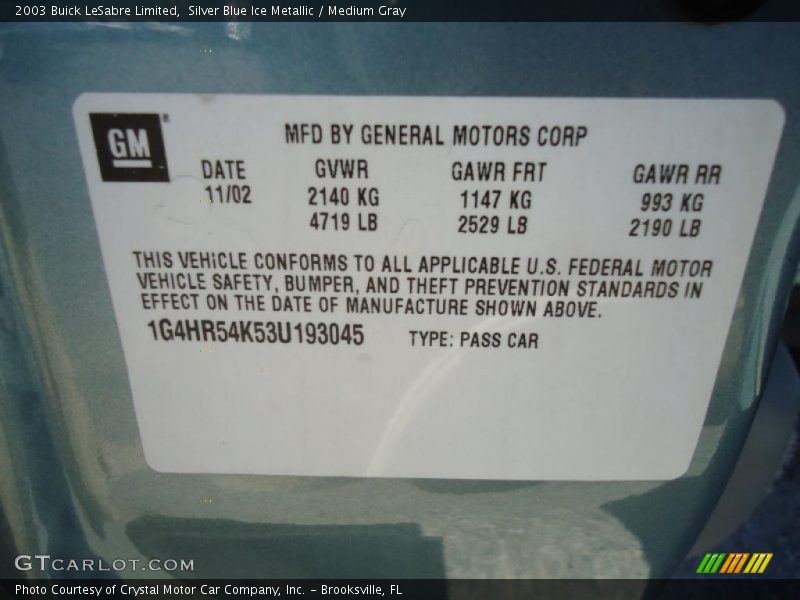 2003 Buick LeSabre Limited,  Silver Blue Ice Metallic / Medium Gray
GM
®
MFD BY GENERAL MOTORS CORP
DATE GVWR GAWR FRT GAWR RR
11/02 2140 KG 1147 KG 993 KG
4719 LB 2529 LB 2190 LB
THIS VEHICLE CONFORMS TO ALL APPLICABLE U.S. FEDERAL MOTOR
VEHICLE SAFETY, BUMPER, AND THEFT PREVENTION STANDARDS IN
EFFECT ON THE DATE OF MANUFACTURE SHOWN ABOVE.
1G4HR54K53U193045 TYPE: PASS CAR
GTCARLOT.COM
Photo Courtesy of Crystal Motor Car Company, Inc. – Brooksville, FL